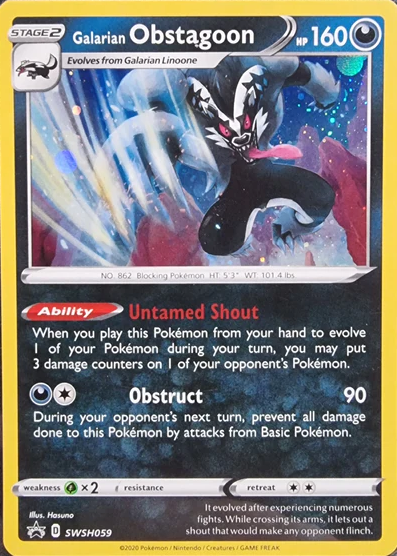 STAGE2 Galarian Obstagoon HP 160
Evolves from Galarian Linoone
NO. 862 Blocking Pokémon HT: 5'3" WT: 101.4 lbs
Ability Untamed Shout
When you play this Pokémon from your hand to evolve
1 of your Pokémon during your turn, you may put
3 damage counters on 1 of your opponent's Pokémon.
Obstruct 90
During your opponent's next turn, prevent all damage
done to this Pokémon by attacks from Basic Pokémon.
weakness ×2 resistance retreat
Illus. Hasuno
It evolved after experiencing numerous
fights. While crossing its arms, it lets out a
shout that would make any opponent flinch.
D SWSH059
©2020 Pokémon / Nintendo / Creatures / GAME FREAK